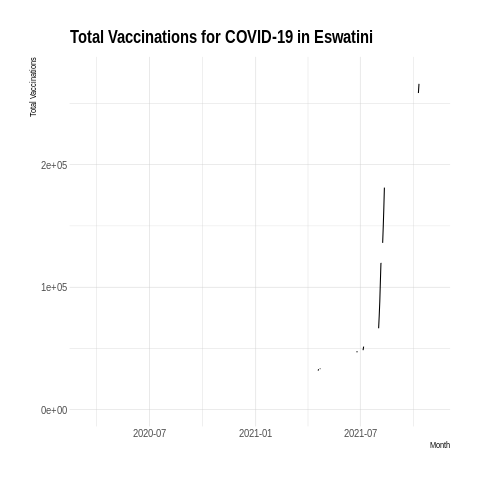 Total Vaccinations for COVID-19 in Eswatini
Total Vaccinations
2e+05
1e+05
0e+00
2020-07
2021-01
2021-07
Month